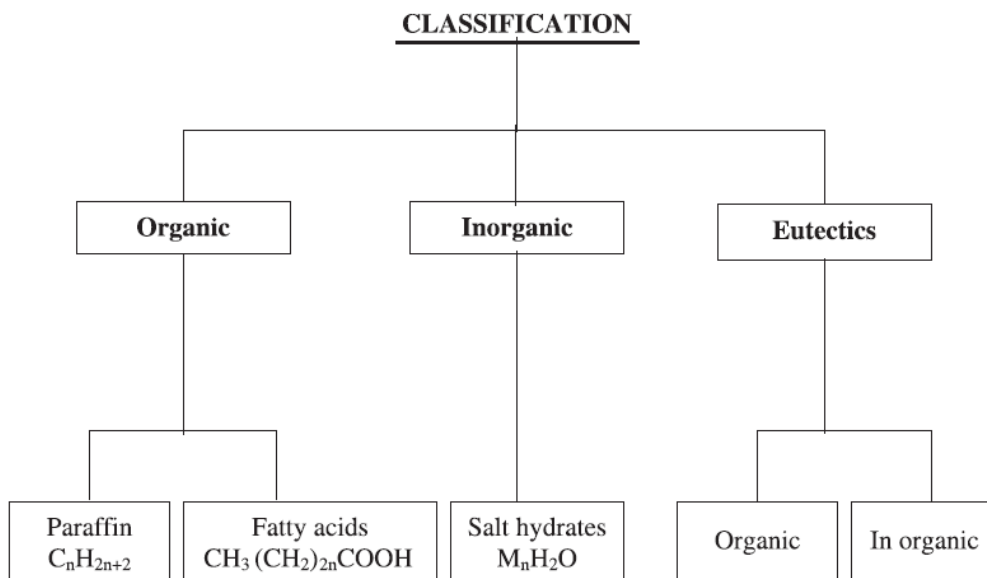 CLASSIFICATION
Organic
Inorganic
Eutectics
Paraffin
CₙH₂ₙ₊₂
Fatty acids
CH₃ (CH₂)₂ₙCOOH
Salt hydrates
MₙH₂O
Organic
In organic